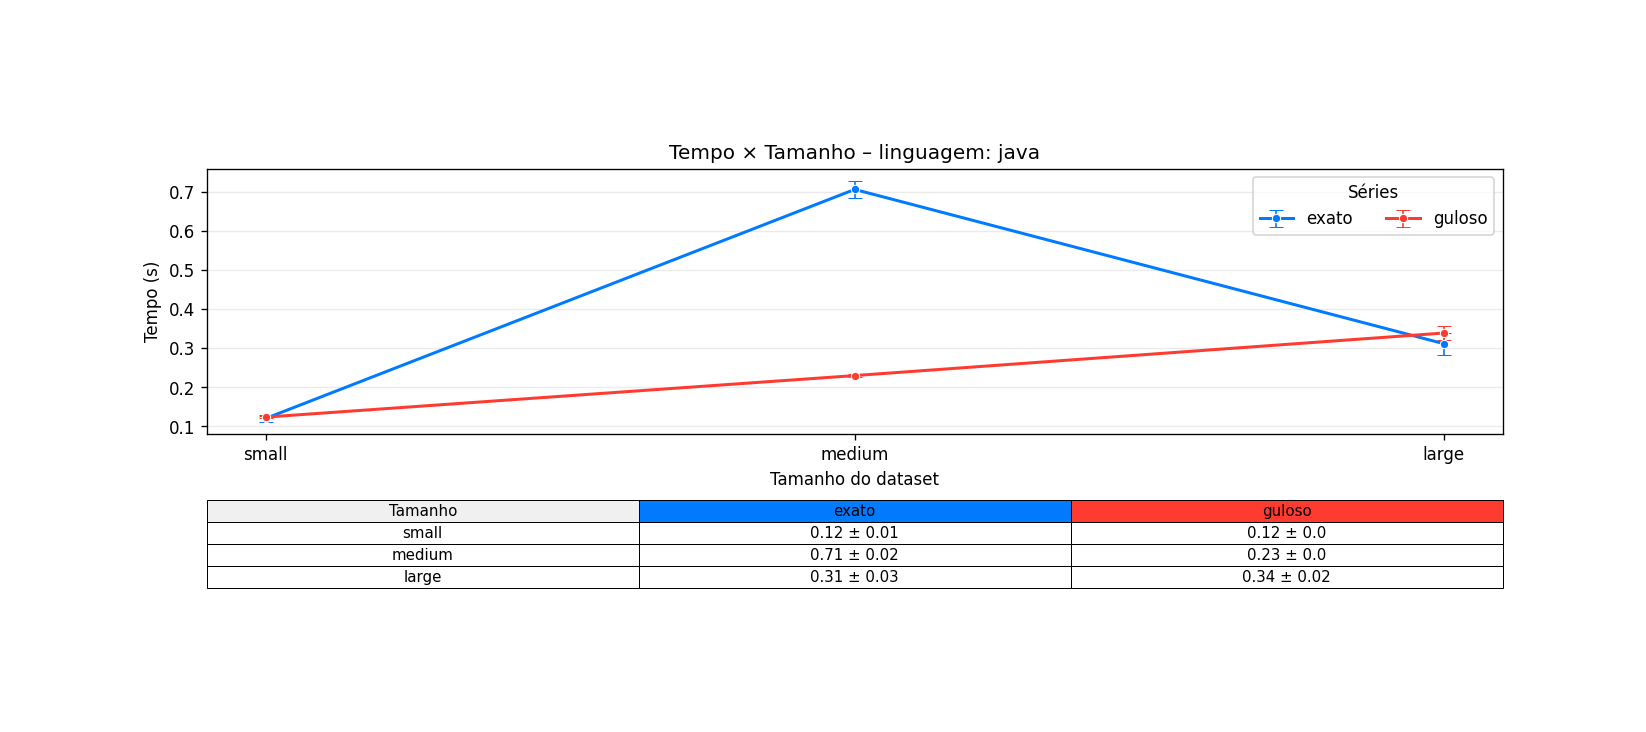 Tempo × Tamanho – linguagem: java
Séries
exato guloso
Tempo (s)
0.7
0.6
0.5
0.4
0.3
0.2
0.1
small medium large
Tamanho do dataset
Tamanho exato guloso
small 0.12 ± 0.01 0.12 ± 0.0
medium 0.71 ± 0.02 0.23 ± 0.0
large 0.31 ± 0.03 0.34 ± 0.02